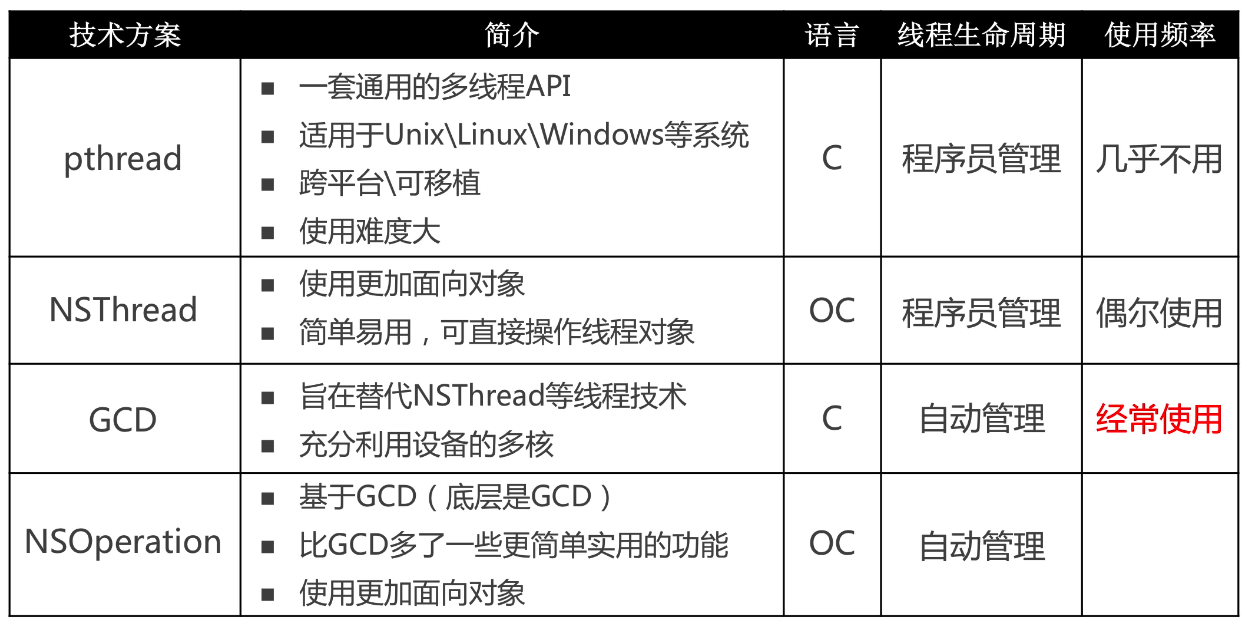 技术方案 简介 语言 线程生命周期 使用频率
pthread
■ 一套通用的多线程API
■ 适用于Unix\Linux\Windows等系统
■ 跨平台\可移植
■ 使用难度大
C
程序员管理
几乎不用
NSThread
■ 使用更加面向对象
■ 简单易用，可直接操作线程对象
OC
程序员管理
偶尔使用
GCD
■ 旨在替代NSThread等线程技术
■ 充分利用设备的多核
C
自动管理
经常使用
NSOperation
■ 基于GCD（底层是GCD）
■ 比GCD多了一些更简单实用的功能
■ 使用更加面向对象
OC
自动管理